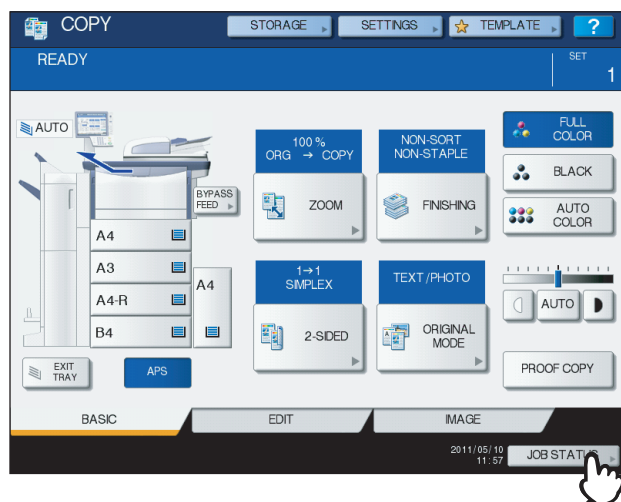 COPY
STORAGE
SETTINGS
TEMPLATE
?
READY
SET
1
AUTO
BYPASS
FEED
A4
A3
A4-R
B4
A4
EXIT
TRAY
APS
100 %
ORG → COPY
ZOOM
NON-SORT
NON-STAPLE
FINISHING
1→1
SIMPLEX
2-SIDED
TEXT/PHOTO
ORIGINAL
MODE
FULL
COLOR
BLACK
AUTO
COLOR
AUTO
PROOF COPY
BASIC
EDIT
IMAGE
2011/05/10
11:57
JOB STATUS